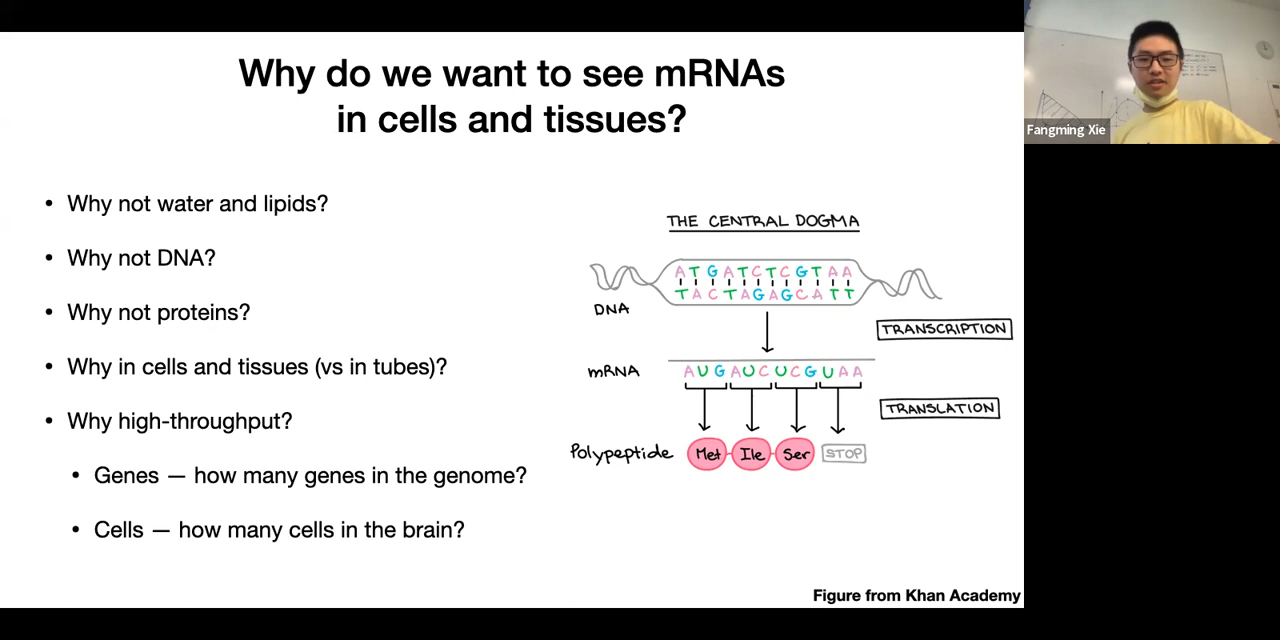 Why do we want to see mRNAs
in cells and tissues?
• Why not water and lipids?
• Why not DNA?
• Why not proteins?
• Why in cells and tissues (vs in tubes)?
• Why high-throughput?
• Genes — how many genes in the genome?
• Cells — how many cells in the brain?
THE CENTRAL DOGMA
ATGATCTCGTAA
TACTAGAGCATT
DNA
TRANSCRIPTION
mRNA
AUGAUCUCGUAA
TRANSLATION
Polypeptide Met Ile Ser STOP
Figure from Khan Academy
Fangming Xie